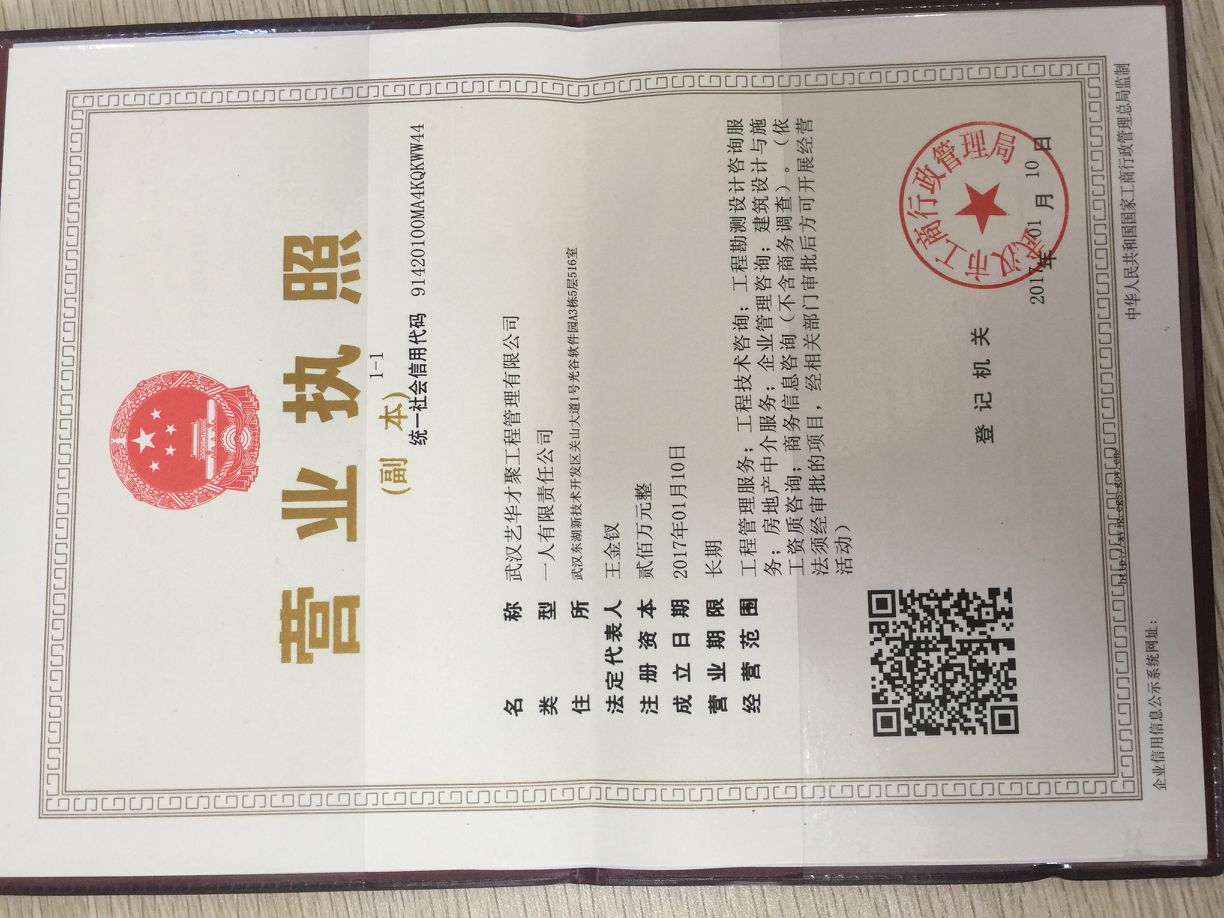 营业执照
(副 本)
1-1
统一社会信用代码 91420100MA4KQKWW44
名称 武汉艺华才聚工程管理有限公司
类型 一人有限责任公司
住所 武汉东湖新技术开发区关山大道1号光谷软件园A3栋5层516室
法定代表人 王金钗
注册资本 贰佰万元整
成立日期 2017年01月10日
营业期限 长期
经营范围 工程管理服务；工程技术咨询；工程勘测设计咨询服
务；房地产中介服务；企业管理咨询；建筑设计与施
工资质咨询；商务信息咨询（不含商务调查）。（依
法须经审批的项目，经相关部门审批后方可开展经营
活动）
登记机关
武汉市工商行政管理局
2017年01月10日
企业信用信息公示系统网址：
中华人民共和国国家工商行政管理总局监制